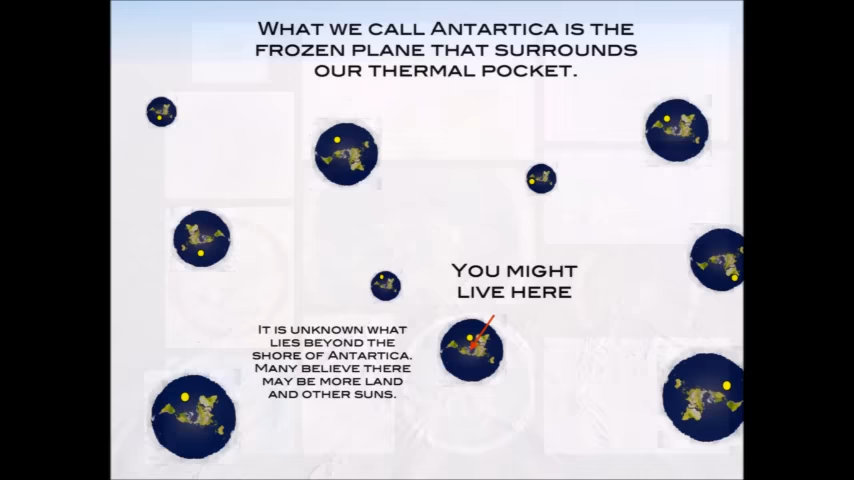 What we call Antartica is the
frozen plane that surrounds
our thermal pocket.
You might
live here
It is unknown what
lies beyond the
shore of Antartica.
Many believe there
may be more land
and other suns.